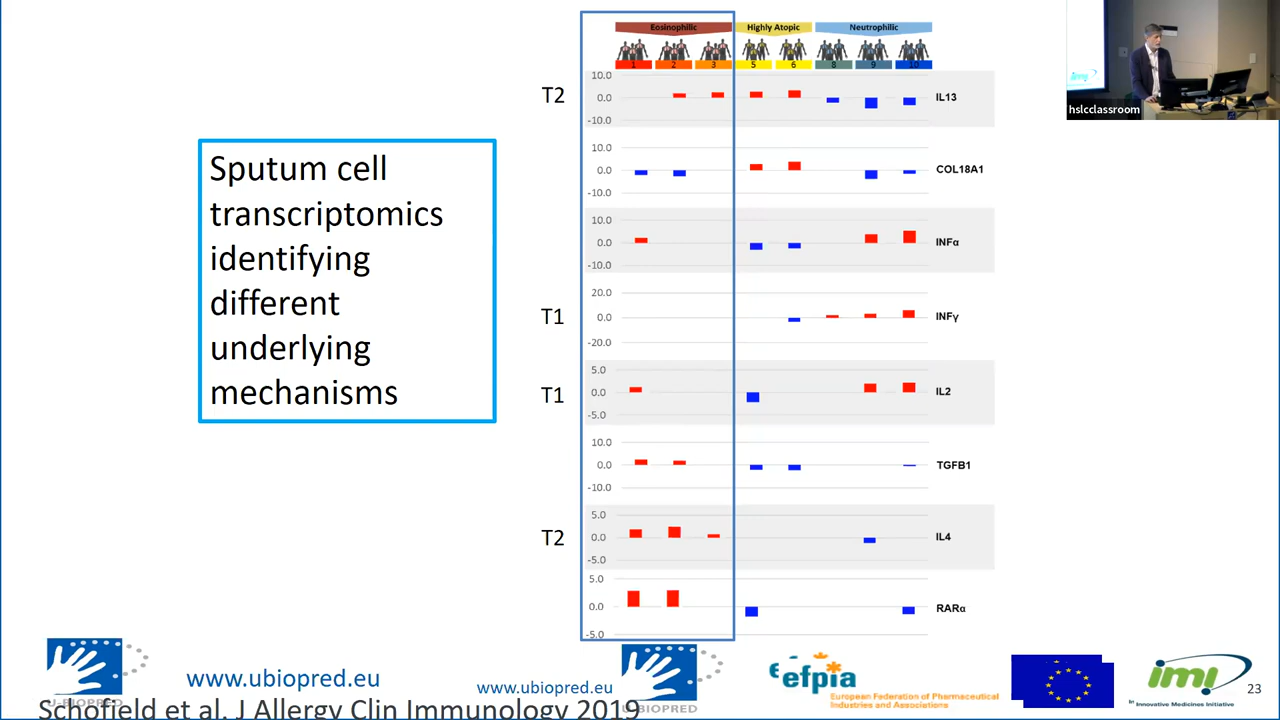 Eosinophilic
Highly Atopic
Neutrophilic
1 2 3 5 6 8 9 10
T2
10.0
0.0
-10.0
IL13
10.0
0.0
-10.0
COL18A1
10.0
0.0
-10.0
INFα
T1
20.0
0.0
-20.0
INFγ
T1
5.0
0.0
-5.0
IL2
10.0
0.0
-10.0
TGFB1
T2
5.0
0.0
-5.0
IL4
5.0
0.0
-5.0
RARα
Sputum cell
transcriptomics
identifying
different
underlying
mechanisms
hslcclassroom
imi
U-BIOPRED
www.ubiopred.eu
www.ubiopred.eu
U-BIOPRED
efpia
European Federation of Pharmaceutical
Industries and Associations
imi
Innovative Medicines Initiative
23
Schofield et al., J Allergy Clin Immunology 2019